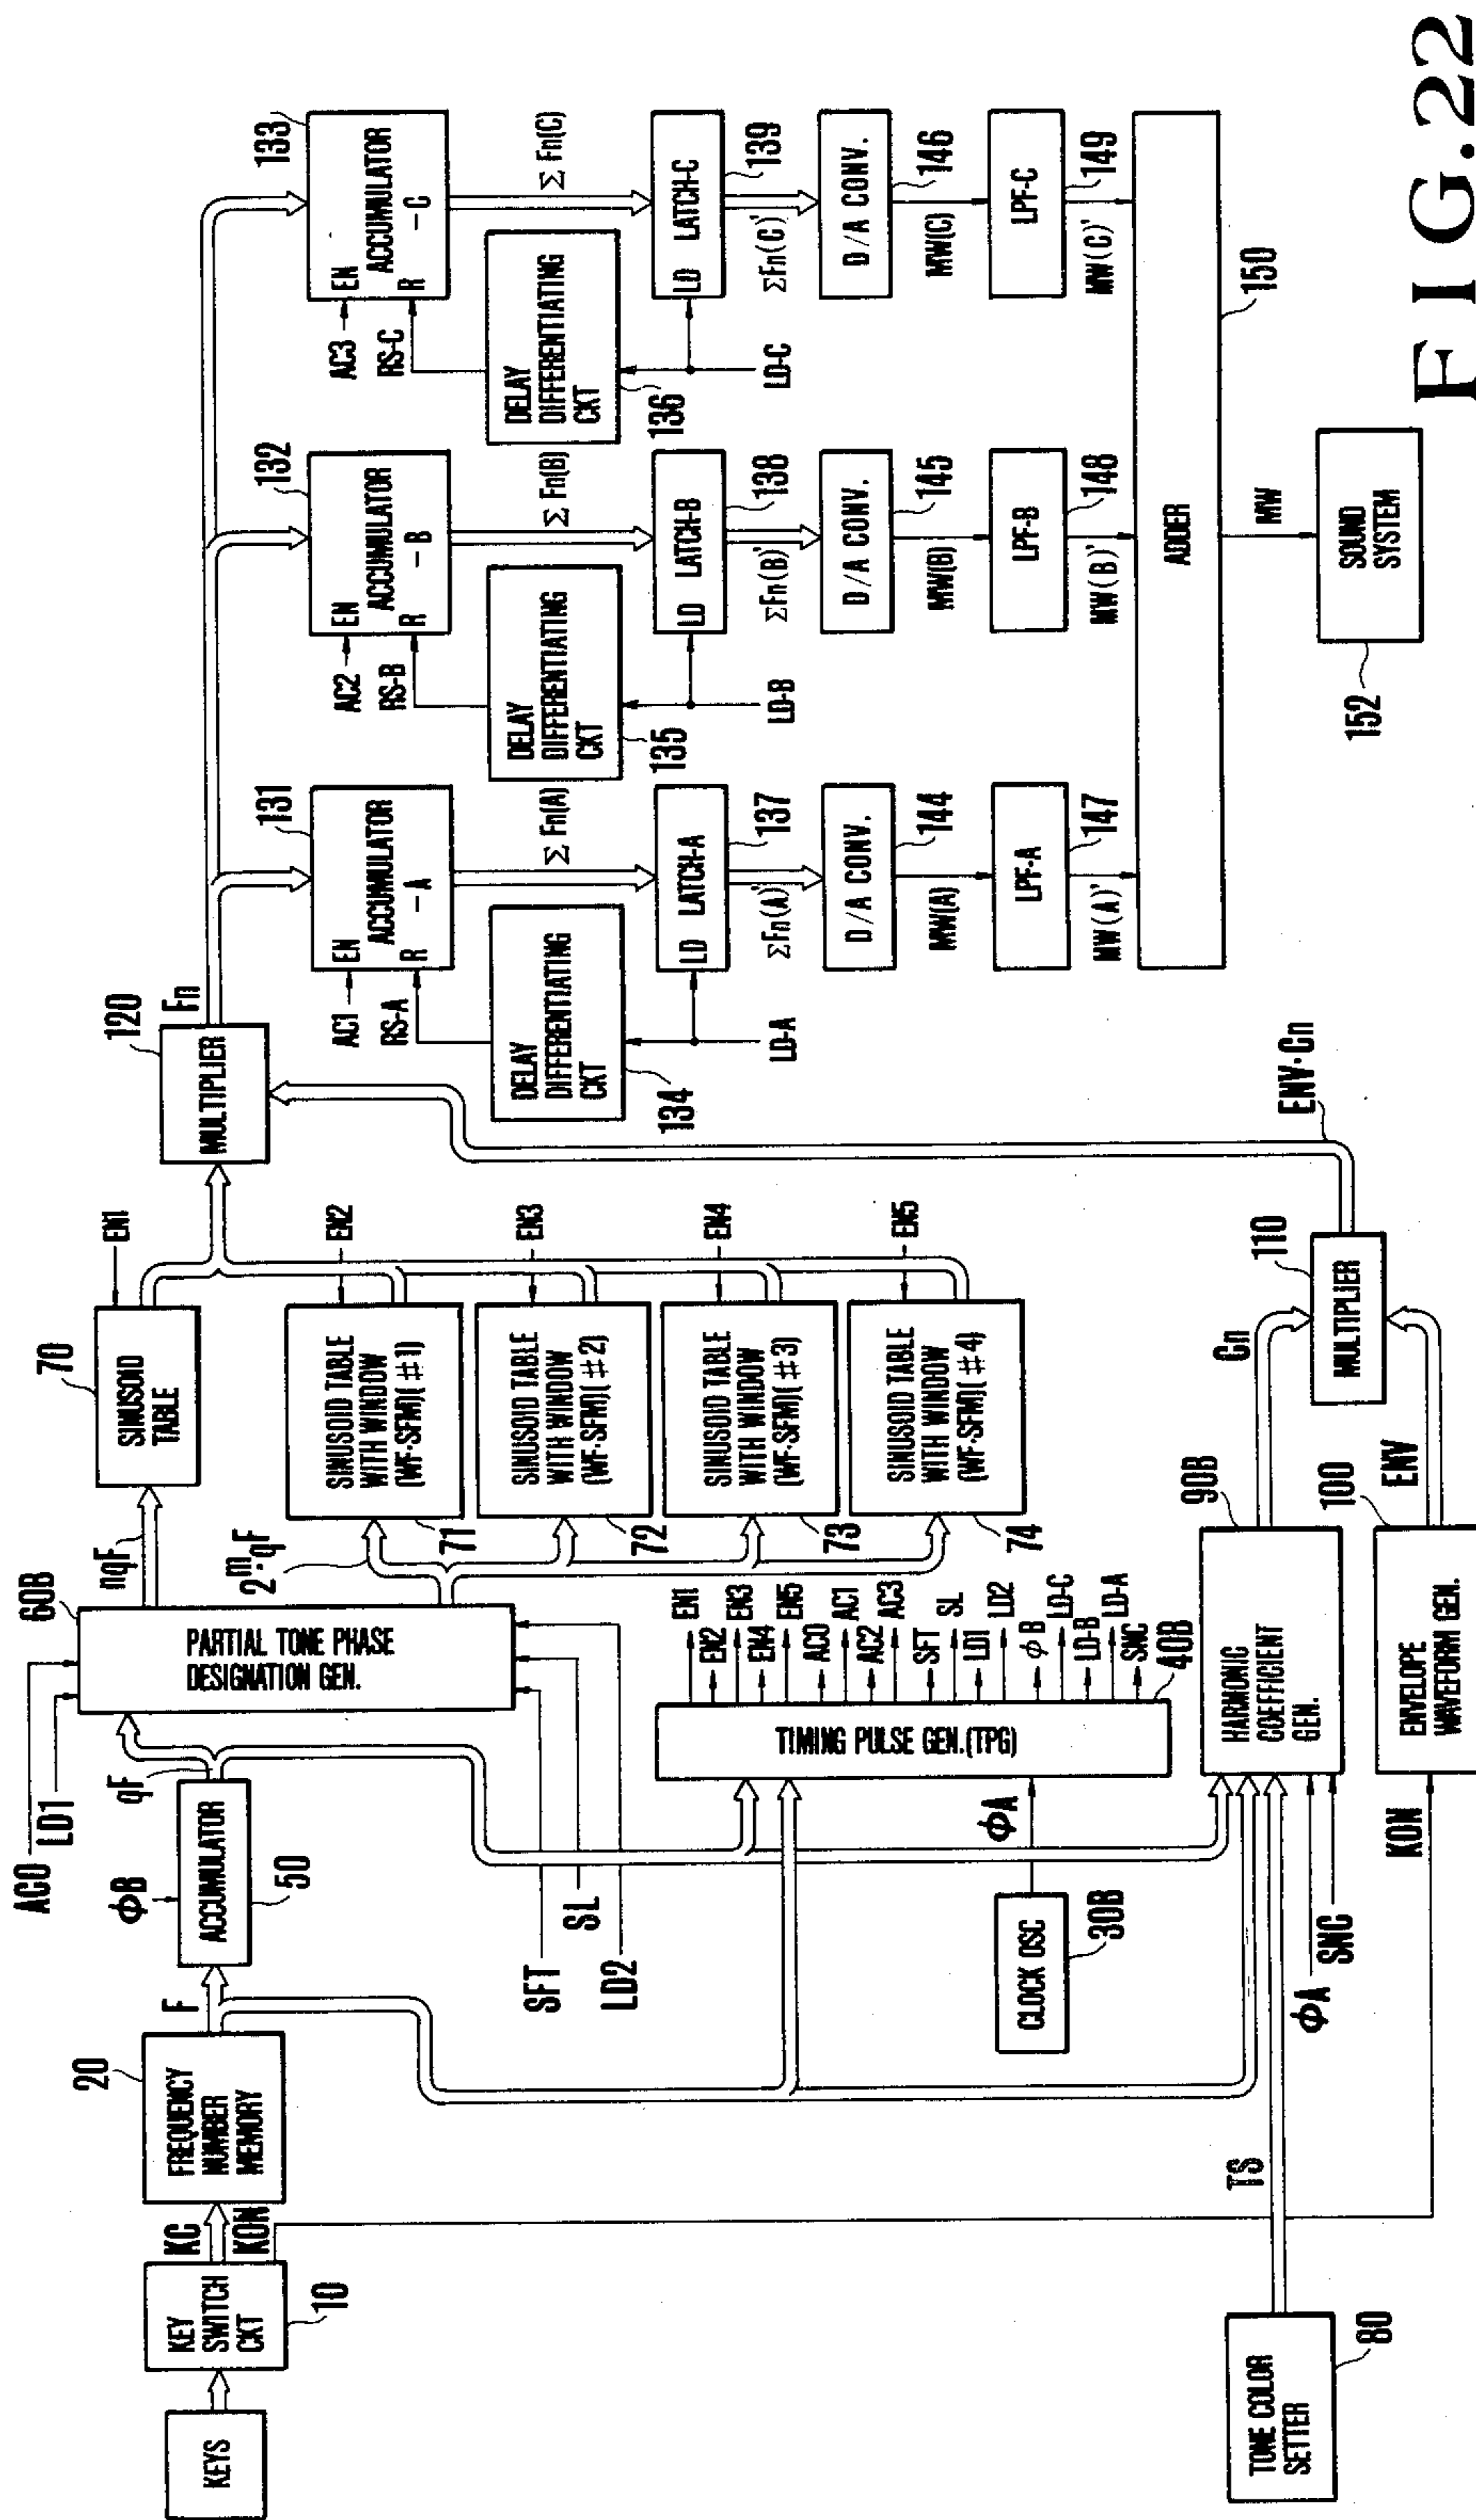 KEYS
KEY
SWITCH
CKT
10
KC
KON
20
FREQUENCY
NUMBER
MEMORY
F
ACCUMULATOR
50
ΦB
qF
AC0
LD1
60B
PARTIAL TONE PHASE
DESIGNATION GEN.
SFT
SL
LD2
nqF
2^m·qF
70
SINUSOID
TABLE
EN1
SINUSOID TABLE
WITH WINDOW
(WF·SFM)(#1)
71
EN2
SINUSOID TABLE
WITH WINDOW
(WF·SFM)(#2)
72
EN3
SINUSOID TABLE
WITH WINDOW
(WF·SFM)(#3)
73
EN4
SINUSOID TABLE
WITH WINDOW
(WF·SFM)(#4)
74
EN5
CLOCK OSC
30B
ΦA
TIMING PULSE GEN.(TPG)
40B
EN1
EN2
EN3
EN4
EN5
AC0
AC1
AC2
AC3
SFT
SL
LD1
LD2
ΦB
LD-C
LD-B
LD-A
SNC
TONE COLOR
SETTER
80
TS
ΦA
SNC
KON
90B
HARMONIC
COEFFICIENT
GEN.
100
ENVELOPE
WAVEFORM GEN.
Cn
ENV
110
MULTIPLIER
ENV·Cn
120
MULTIPLIER
Fn
131
EN
ACCUMULATOR
R -A
AC1
RS-A
DELAY
DIFFERENTIATING
CKT
134
LD-A
Σ Fn(A)
LD LATCH-A
137
ΣFn(A)'
D/A CONV.
144
MW(A)
LPF-A
147
MW(A)'
132
EN
ACCUMULATOR
R -B
AC2
RS-B
DELAY
DIFFERENTIATING
CKT
135
LD-B
Σ Fn(B)
LD LATCH-B
138
ΣFn(B)'
D/A CONV.
145
MW(B)
LPF-B
148
MW(B)'
133
EN
ACCUMULATOR
R -C
AC3
RS-C
DELAY
DIFFERENTIATING
CKT
136
LD-C
Σ Fn(C)
LD LATCH-C
139
ΣFn(C)'
D/A CONV.
146
MW(C)
LPF-C
149
MW(C)'
ADDER
150
MW
SOUND
SYSTEM
152
FIG.22